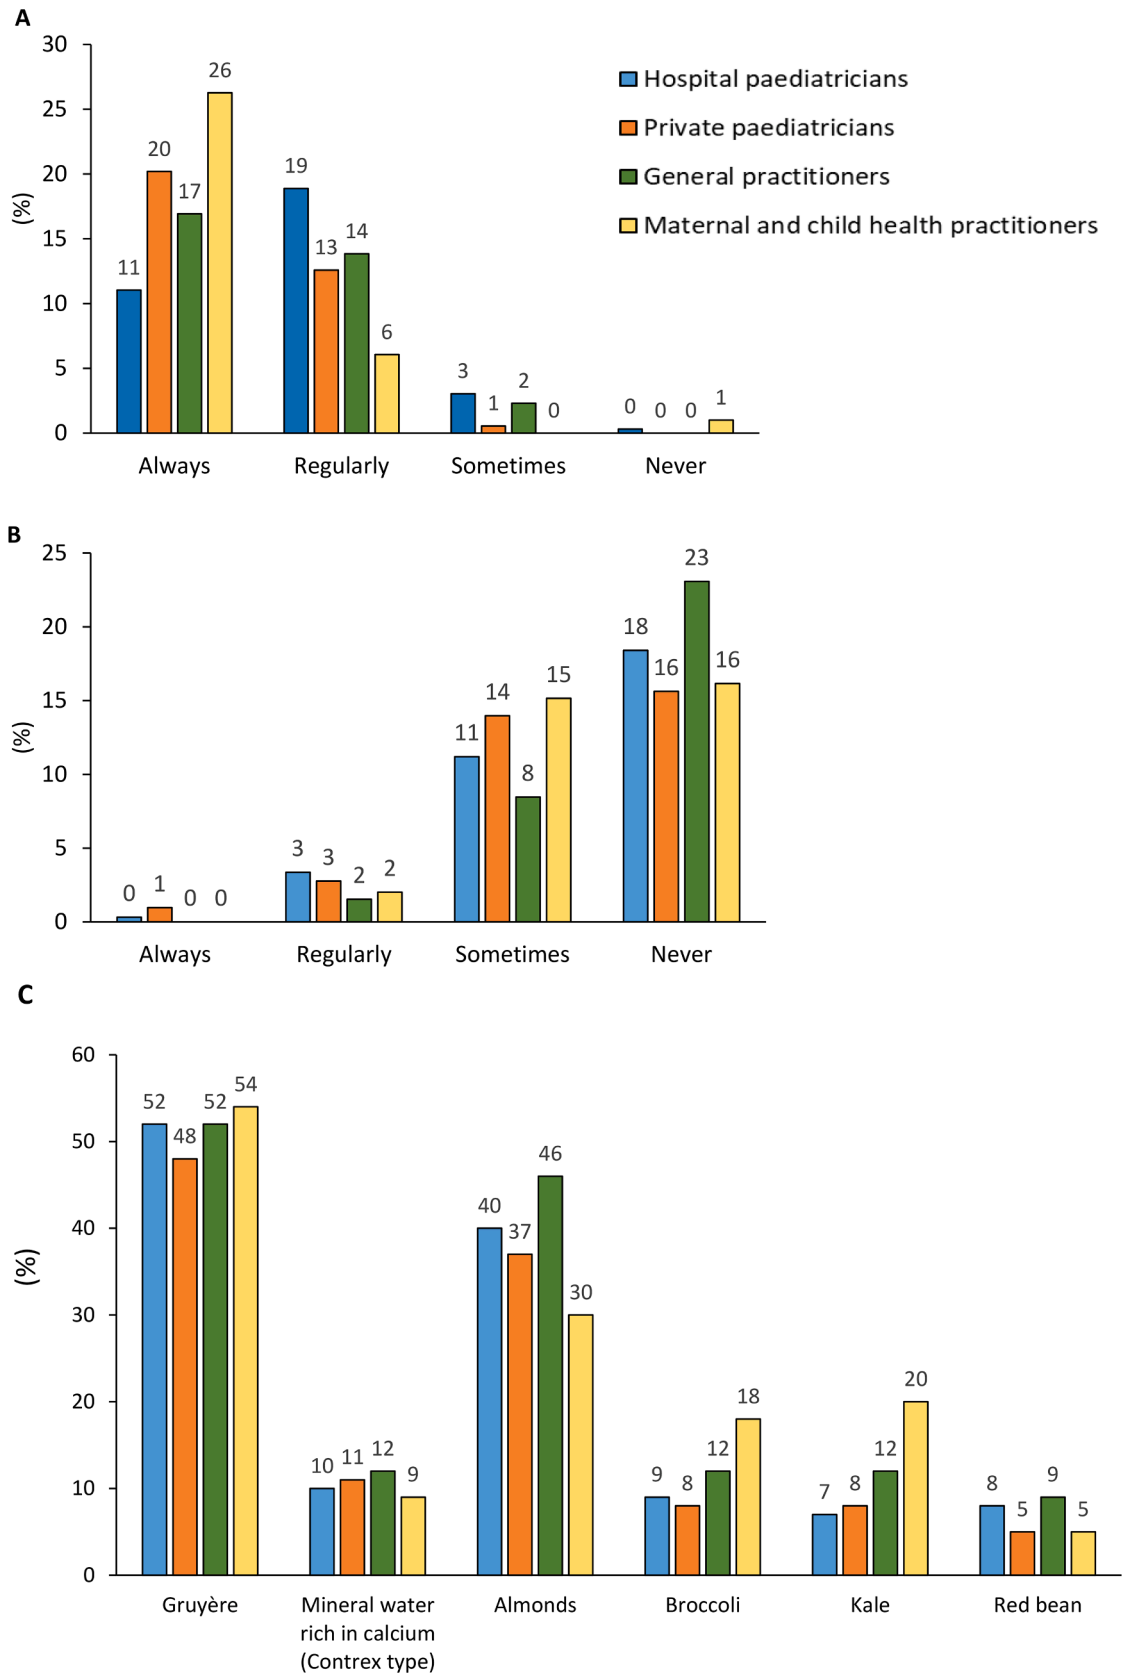 A
30
25
20
15
10
5
0
(%)
Hospital paediatricians
Private paediatricians
General practitioners
Maternal and child health practitioners
11 20 17 26
19 13 14 6
3 1 2 0
0 0 0 1
Always Regularly Sometimes Never
B
25
20
15
10
5
0
(%)
0 1 0 0
3 3 2 2
11 14 8 15
18 16 23 16
Always Regularly Sometimes Never
C
60
50
40
30
20
10
0
(%)
52 48 52 54
10 11 12 9
40 37 46 30
9 8 12 18
7 8 12 20
8 5 9 5
Gruyère
Mineral water
rich in calcium
(Contrex type)
Almonds
Broccoli
Kale
Red bean